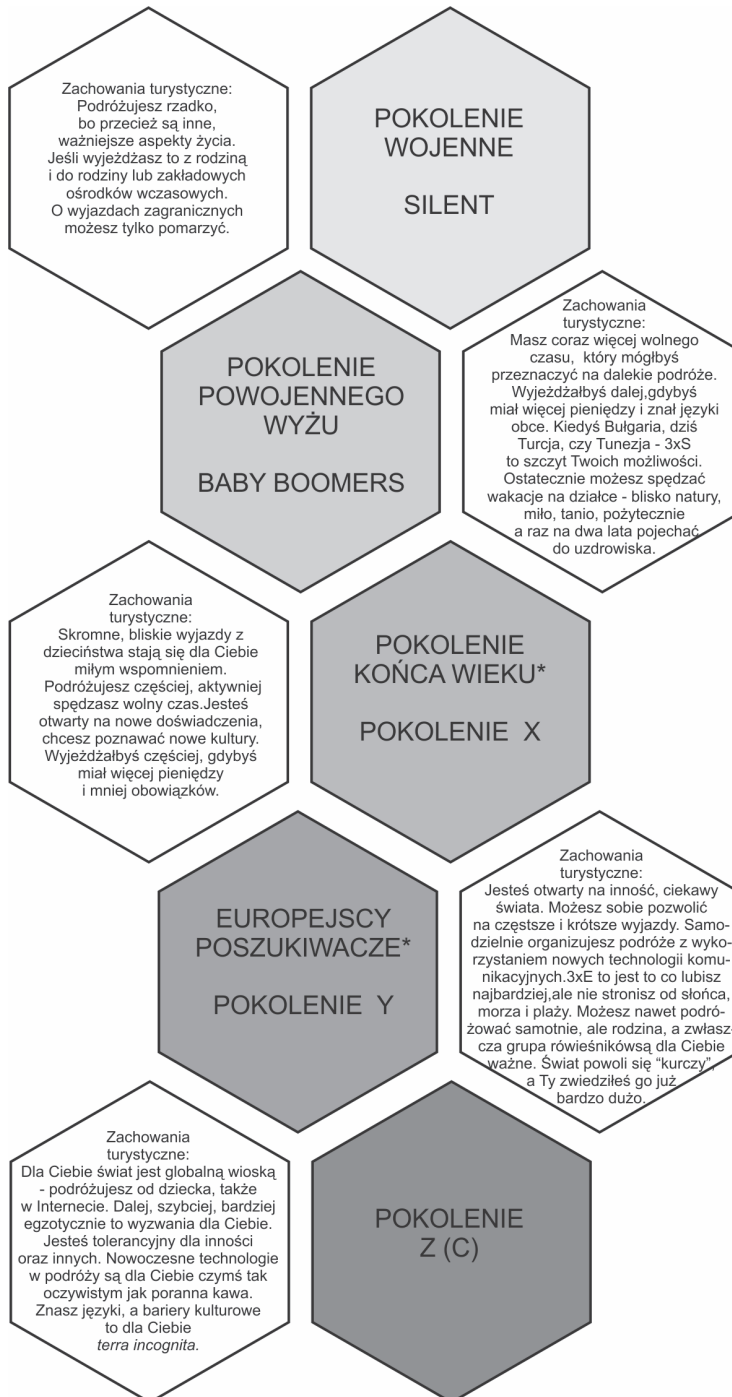 Zachowania turystyczne:
Podróżujesz rzadko,
bo przecież są inne,
ważniejsze aspekty życia.
Jeśli wyjeżdżasz to z rodziną
i do rodziny lub zakładowych
ośrodków wczasowych.
O wyjazdach zagranicznych
możesz tylko pomarzyć.
POKOLENIE
WOJENNE
SILENT
POKOLENIE
POWOJENNEGO
WYŻU
BABY BOOMERS
Zachowania
turystyczne:
Masz coraz więcej wolnego
czasu, który mógłbyś
przeznaczyć na dalekie podróże.
Wyjeżdżałbyś dalej,gdybyś
miał więcej pieniędzy i znał języki
obce. Kiedyś Bułgaria, dziś
Turcja, czy Tunezja - 3xS
to szczyt Twoich możliwości.
Ostatecznie możesz spędzać
wakacje na działce - blisko natury,
miło, tanio, pożytecznie
a raz na dwa lata pojechać
do uzdrowiska.
Zachowania
turystyczne:
Skromne, bliskie wyjazdy z
dzieciństwa stają się dla Ciebie
miłym wspomnieniem.
Podróżujesz częściej, aktywniej
spędzasz wolny czas.Jesteś
otwarty na nowe doświadczenia,
chcesz poznawać nowe kultury.
Wyjeżdżałbyś częściej, gdybyś
miał więcej pieniędzy
i mniej obowiązków.
POKOLENIE
KOŃCA WIEKU*
POKOLENIE X
EUROPEJSCY
POSZUKIWACZE*
POKOLENIE Y
Zachowania
turystyczne:
Jesteś otwarty na inność, ciekawy
świata. Możesz sobie pozwolić
na częstsze i krótsze wyjazdy. Samo-
dzielnie organizujesz podróże z wyko-
rzystaniem nowych technologii komu-
nikacyjnych.3xE to jest to co lubisz
najbardziej,ale nie stronisz od słońca,
morza i plaży. Możesz nawet podró-
żować samotnie, ale rodzina, a zwłasz-
cza grupa rówieśnikówsą dla Ciebie
ważne. Świat powoli się “kurczy”,
a Ty zwiedziłeś go już
bardzo dużo.
Zachowania
turystyczne:
Dla Ciebie świat jest globalną wioską
- podróżujesz od dziecka, także
w Internecie. Dalej, szybciej, bardziej
egzotycznie to wyzwania dla Ciebie.
Jesteś tolerancyjny dla inności
oraz innych. Nowoczesne technologie
w podróży są dla Ciebie czymś tak
oczywistym jak poranna kawa.
Znasz języki, a bariery kulturowe
to dla Ciebie
terra incognita.
POKOLENIE
Z (C)